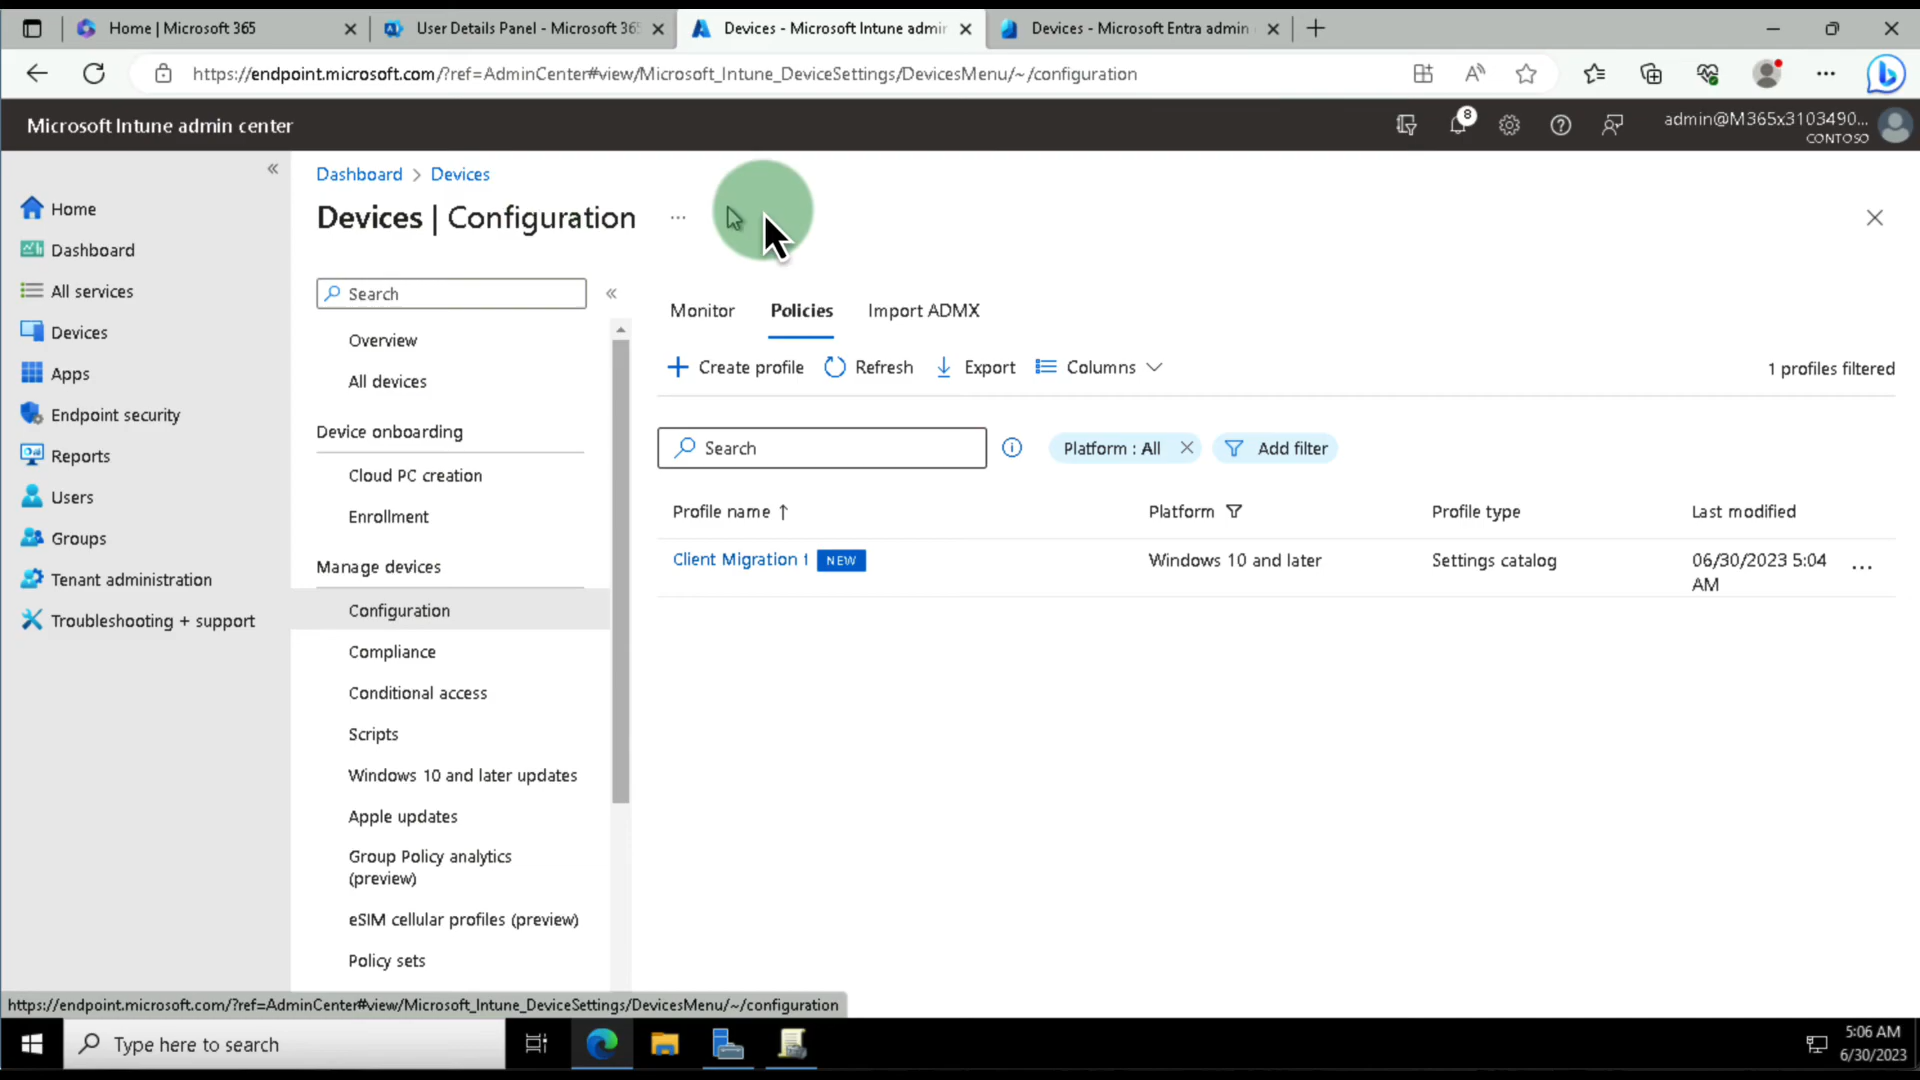 Home | Microsoft 365
User Details Panel - Microsoft 36
Devices - Microsoft Intune admin
Devices - Microsoft Entra admin
https://endpoint.microsoft.com/?ref=AdminCenter#view/Microsoft_Intune_DeviceSettings/DevicesMenu/~/configuration
Microsoft Intune admin center
8
admin@M365x3103490...
CONTOSO
Home
Dashboard
All services
Devices
Apps
Endpoint security
Reports
Users
Groups
Tenant administration
Troubleshooting + support
Dashboard > Devices
Devices | Configuration ...
Search
Overview
All devices
Device onboarding
Cloud PC creation
Enrollment
Manage devices
Configuration
Compliance
Conditional access
Scripts
Windows 10 and later updates
Apple updates
Group Policy analytics
(preview)
eSIM cellular profiles (preview)
Policy sets
Monitor Policies Import ADMX
Create profile Refresh Export Columns
1 profiles filtered
Search
Platform : All
Add filter
Profile name ↑ Platform Profile type Last modified
Client Migration 1 NEW Windows 10 and later Settings catalog 06/30/2023 5:04
AM
...
https://endpoint.microsoft.com/?ref=AdminCenter#view/Microsoft_Intune_DeviceSettings/DevicesMenu/~/configuration
Type here to search
5:06 AM
6/30/2023